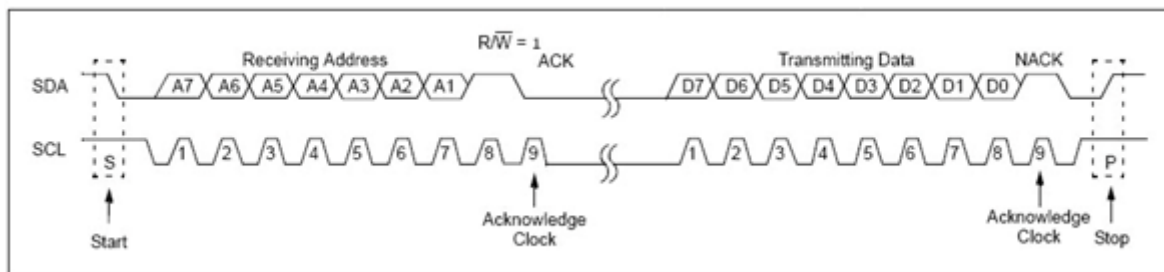 R/W̅ = 1
Receiving Address ACK Transmitting Data NACK
SDA A7 A6 A5 A4 A3 A2 A1 D7 D6 D5 D4 D3 D2 D1 D0
SCL S 1 2 3 4 5 6 7 8 9 1 2 3 4 5 6 7 8 9 P
Acknowledge Clock Acknowledge Clock
Start Stop